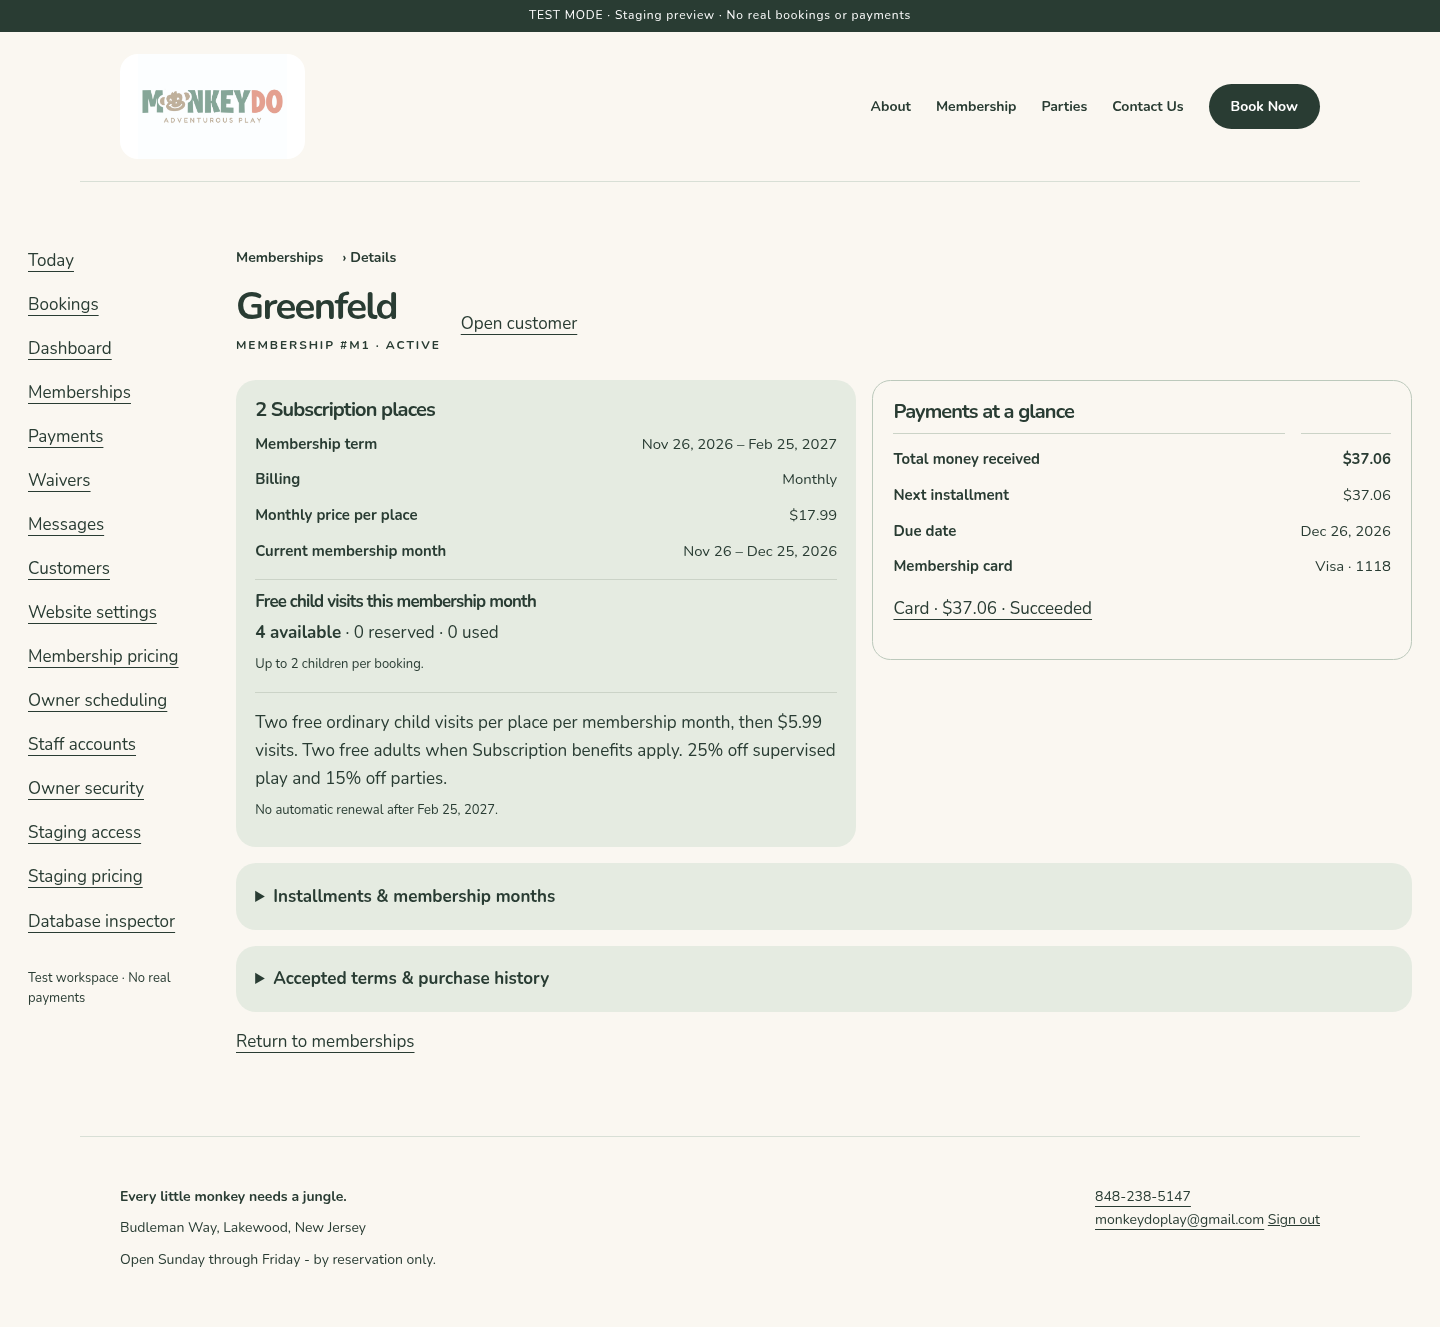 TEST MODE · Staging preview · No real bookings or payments
MONKEYDO
ADVENTUROUS PLAY
About
Membership
Parties
Contact Us
Book Now
Today
Bookings
Dashboard
Memberships
Payments
Waivers
Messages
Customers
Website settings
Membership pricing
Owner scheduling
Staff accounts
Owner security
Staging access
Staging pricing
Database inspector
Test workspace · No real
payments
Memberships › Details
Greenfeld
MEMBERSHIP #M1 · ACTIVE
Open customer
2 Subscription places
Membership term Nov 26, 2026 – Feb 25, 2027
Billing Monthly
Monthly price per place $17.99
Current membership month Nov 26 – Dec 25, 2026
Free child visits this membership month
4 available · 0 reserved · 0 used
Up to 2 children per booking.
Two free ordinary child visits per place per membership month, then $5.99
visits. Two free adults when Subscription benefits apply. 25% off supervised
play and 15% off parties.
No automatic renewal after Feb 25, 2027.
Payments at a glance
Total money received $37.06
Next installment $37.06
Due date Dec 26, 2026
Membership card Visa · 1118
Card · $37.06 · Succeeded
▶ Installments & membership months
▶ Accepted terms & purchase history
Return to memberships
Every little monkey needs a jungle.
Budleman Way, Lakewood, New Jersey
Open Sunday through Friday - by reservation only.
848-238-5147
monkeydoplay@gmail.com Sign out